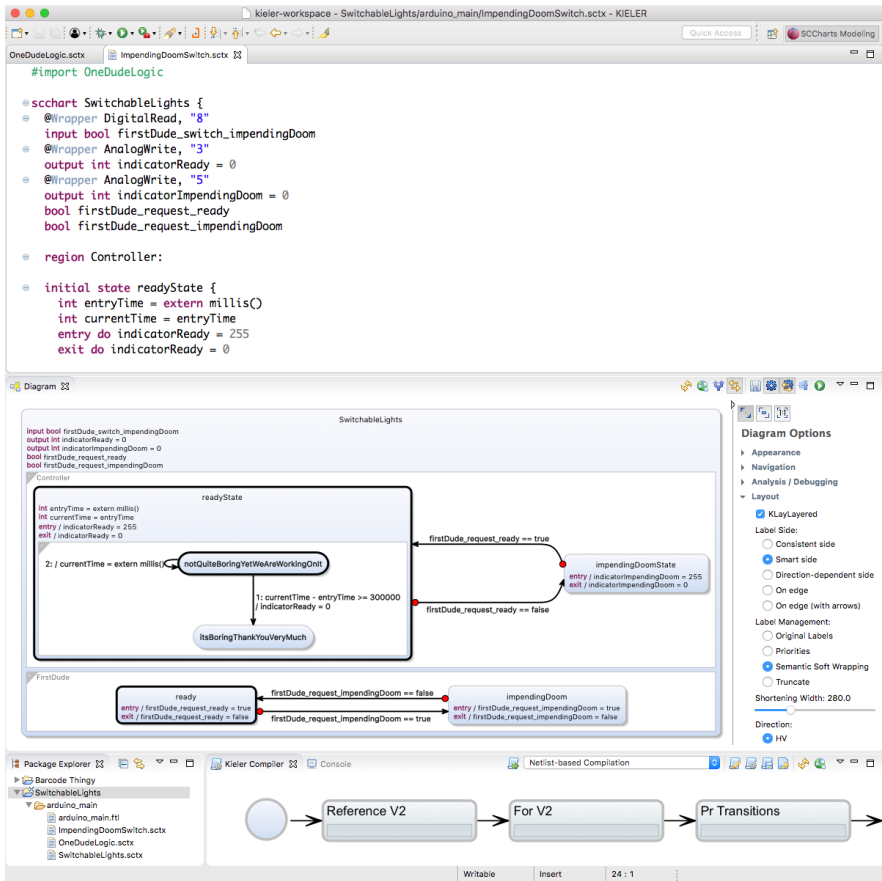 kieler-workspace - SwitchableLights/arduino_main/ImpendingDoomSwitch.sctx - KIELER
Quick Access
SCCharts Modeling
OneDudeLogic.sctx
ImpendingDoomSwitch.sctx
#import OneDudeLogic
scchart SwitchableLights {
@Wrapper DigitalRead, "8"
input bool firstDude_switch_impendingDoom
@Wrapper AnalogWrite, "3"
output int indicatorReady = 0
@Wrapper AnalogWrite, "5"
output int indicatorImpendingDoom = 0
bool firstDude_request_ready
bool firstDude_request_impendingDoom
region Controller:
initial state readyState {
int entryTime = extern millis()
int currentTime = entryTime
entry do indicatorReady = 255
exit do indicatorReady = 0
Diagram
SwitchableLights
input bool firstDude_switch_impendingDoom
output int indicatorReady = 0
output int indicatorImpendingDoom = 0
bool firstDude_request_ready
bool firstDude_request_impendingDoom
Controller
readyState
int entryTime = extern millis()
int currentTime = entryTime
entry / indicatorReady = 255
exit / indicatorReady = 0
2: / currentTime = extern millis()
notQuiteBoringYetWeAreWorkingOnIt
1: currentTime - entryTime >= 300000
/ indicatorReady = 0
itsBoringThankYouVeryMuch
firstDude_request_ready == true
impendingDoomState
entry / indicatorImpendingDoom = 255
exit / indicatorImpendingDoom = 0
firstDude_request_ready == false
FirstDude
ready
entry / firstDude_request_ready = true
exit / firstDude_request_ready = false
firstDude_request_impendingDoom == false
firstDude_request_impendingDoom == true
impendingDoom
entry / firstDude_request_impendingDoom = true
exit / firstDude_request_impendingDoom = false
Diagram Options
Appearance
Navigation
Analysis / Debugging
Layout
KLayLayered
Label Side:
Consistent side
Smart side
Direction-dependent side
On edge
On edge (with arrows)
Label Management:
Original Labels
Priorities
Semantic Soft Wrapping
Truncate
Shortening Width: 280.0
Direction:
HV
Package Explorer
Barcode Thingy
SwitchableLights
arduino_main
arduino_main.ftl
ImpendingDoomSwitch.sctx
OneDudeLogic.sctx
SwitchableLights.sctx
Kieler Compiler
Console
Netlist-based Compilation
Reference V2
For V2
Pr Transitions
Writable
Insert
24 : 1